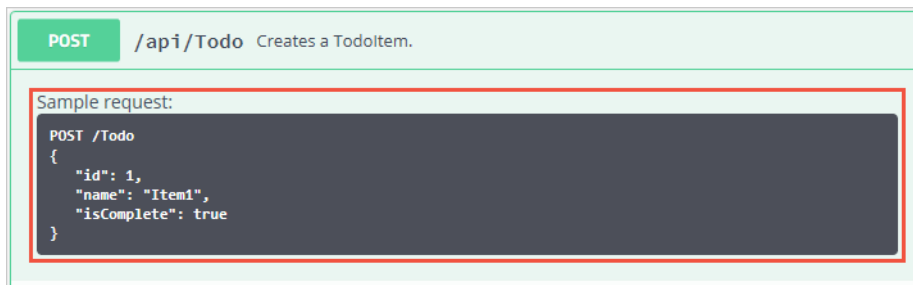 POST /api/Todo Creates a TodoItem.
Sample request:
POST /Todo
{
"id": 1,
"name": "Item1",
"isComplete": true
}